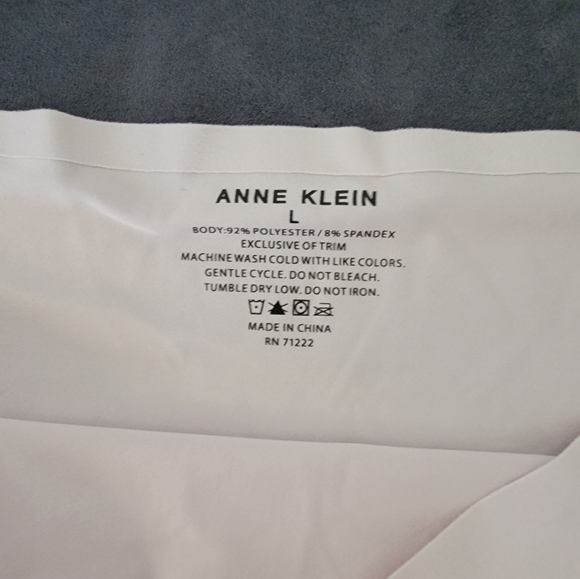 ANNE KLEIN
L
BODY:92% POLYESTER / 8% SPANDEX
EXCLUSIVE OF TRIM
MACHINE WASH COLD WITH LIKE COLORS.
GENTLE CYCLE. DO NOT BLEACH.
TUMBLE DRY LOW. DO NOT IRON.
MADE IN CHINA
RN 71222